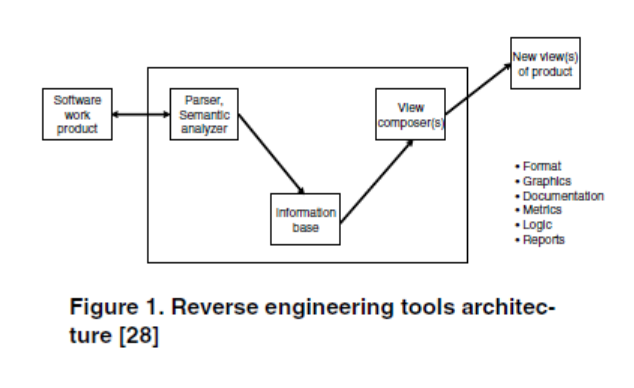 Software
work
product
Parser,
Semantic
analyzer
Information
base
View
composer(s)
New view(s)
of product
• Format
• Graphics
• Documentation
• Metrics
• Logic
• Reports
Figure 1. Reverse engineering tools architec-
ture [28]